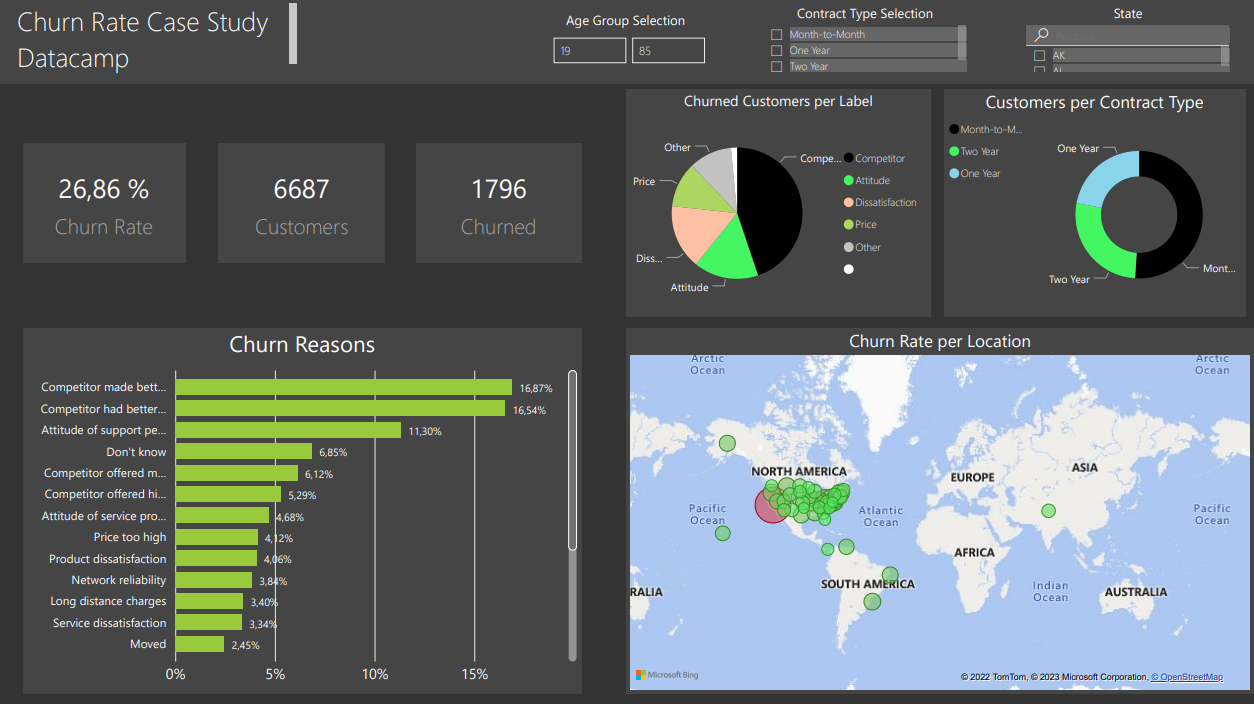 Churn Rate Case Study
Datacamp
Age Group Selection
19
85
Contract Type Selection
Month-to-Month
One Year
Two Year
State
AK
26,86 %
Churn Rate
6687
Customers
1796
Churned
Churned Customers per Label
Other
Price
Diss...
Attitude
Compe...
Competitor
Attitude
Dissatisfaction
Price
Other
Customers per Contract Type
Month-to-M...
Two Year
One Year
One Year
Two Year
Mont...
Churn Reasons
Competitor made bett... 16,87%
Competitor had better... 16,54%
Attitude of support pe... 11,30%
Don't know 6,85%
Competitor offered m... 6,12%
Competitor offered hi... 5,29%
Attitude of service pro... 4,68%
Price too high 4,12%
Product dissatisfaction 4,06%
Network reliability 3,84%
Long distance charges 3,40%
Service dissatisfaction 3,34%
Moved 2,45%
0% 5% 10% 15%
Churn Rate per Location
Arctic
Ocean
Arctic
Ocean
NORTH AMERICA
EUROPE
ASIA
Pacific
Ocean
Atlantic
Ocean
Pacific
Ocean
AFRICA
SOUTH AMERICA
Indian
Ocean
RALIA
AUSTRALIA
Microsoft Bing
© 2022 TomTom, © 2023 Microsoft Corporation, © OpenStreetMap